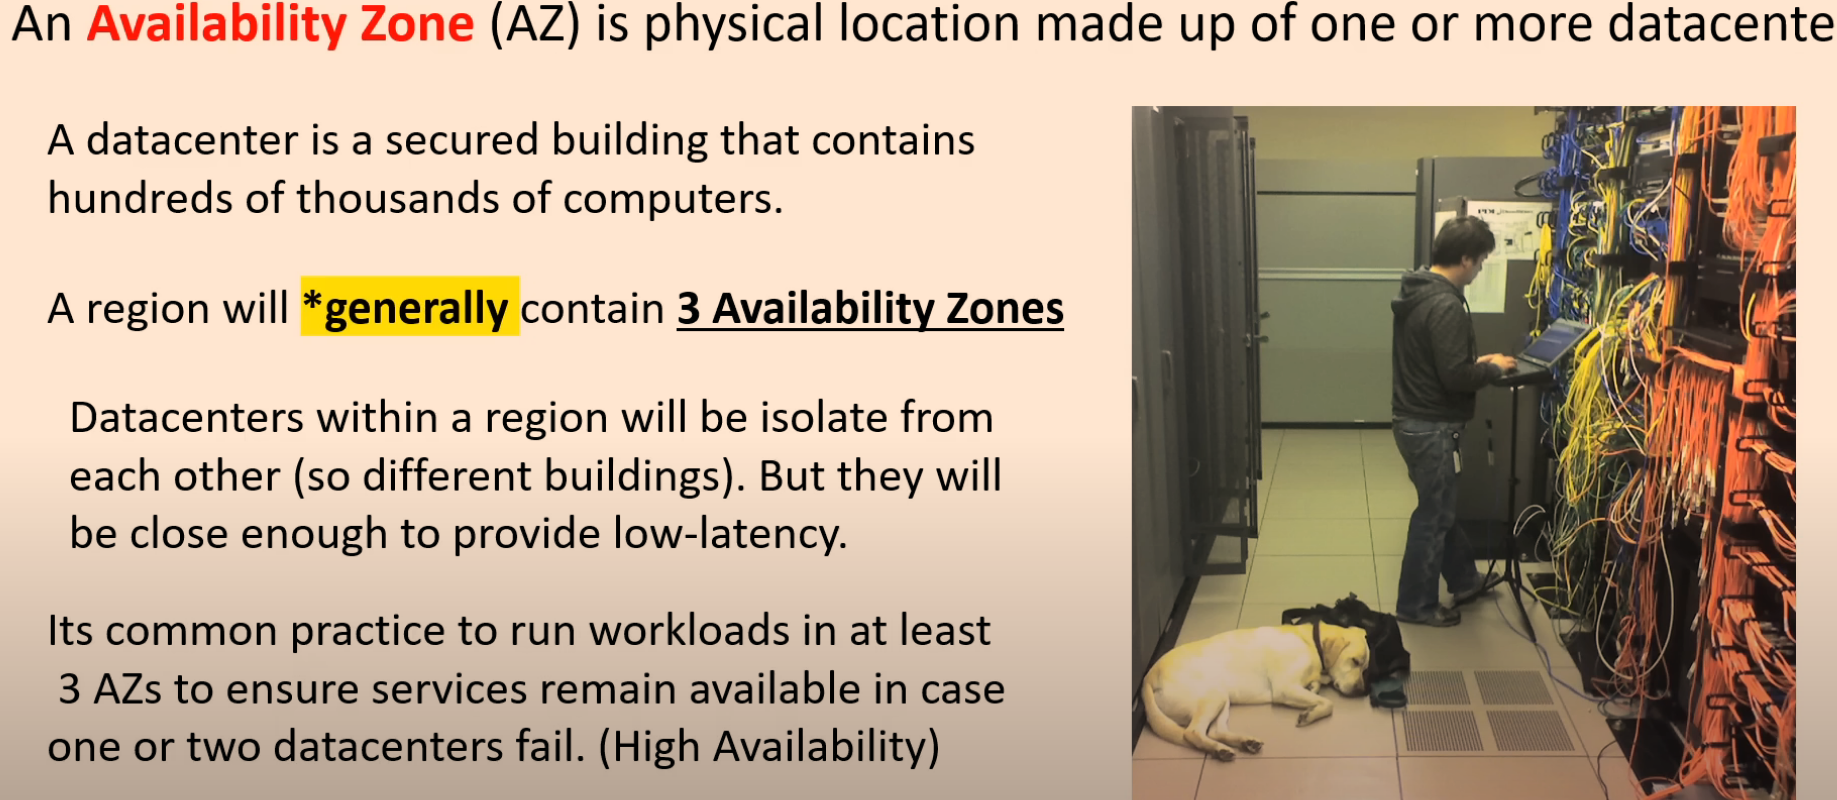 An Availability Zone (AZ) is physical location made up of one or more datacente
A datacenter is a secured building that contains
hundreds of thousands of computers.
A region will *generally contain 3 Availability Zones
Datacenters within a region will be isolate from
each other (so different buildings). But they will
be close enough to provide low-latency.
Its common practice to run workloads in at least
3 AZs to ensure services remain available in case
one or two datacenters fail. (High Availability)